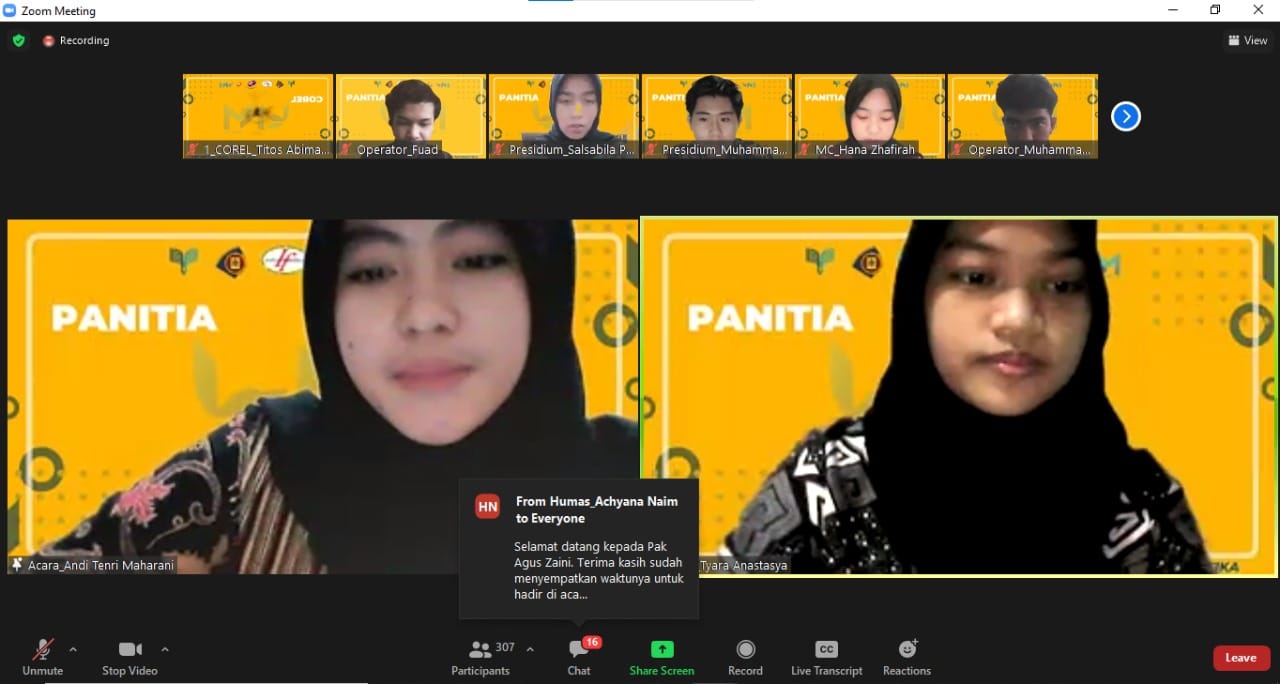 Zoom Meeting
Recording
View
COREL
PANITIA
PANITIA
PANITIA
PANITIA
PANITIA
1_COREL_Titos Abima...
Operator_Fuad
Presidium_Salsabila P...
Presidium_Muhamma...
MC_Hana Zhafirah
Operator_Muhamma...
PANITIA
PANITIA
HN
From Humas_Achyana Naim
to Everyone
Selamat datang kepada Pak
Agus Zaini. Terima kasih sudah
menyempatkan waktunya untuk
hadir di aca...
Acara_Andi Tenri Maharani
Tyara Anastasya
307
16
Unmute
Stop Video
Participants
Chat
Share Screen
Record
CC
Live Transcript
Reactions
Leave